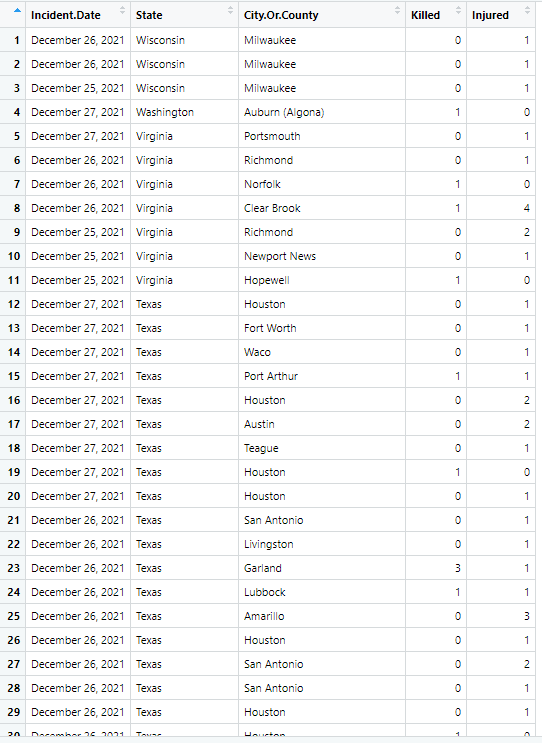 Incident.Date State City.Or.County Killed Injured
1 December 26, 2021 Wisconsin Milwaukee 0 1
2 December 26, 2021 Wisconsin Milwaukee 0 1
3 December 25, 2021 Wisconsin Milwaukee 0 1
4 December 27, 2021 Washington Auburn (Algona) 1 0
5 December 27, 2021 Virginia Portsmouth 0 1
6 December 26, 2021 Virginia Richmond 0 1
7 December 26, 2021 Virginia Norfolk 1 0
8 December 26, 2021 Virginia Clear Brook 1 4
9 December 25, 2021 Virginia Richmond 0 2
10 December 25, 2021 Virginia Newport News 0 1
11 December 25, 2021 Virginia Hopewell 1 0
12 December 27, 2021 Texas Houston 0 1
13 December 27, 2021 Texas Fort Worth 0 1
14 December 27, 2021 Texas Waco 0 1
15 December 27, 2021 Texas Port Arthur 1 1
16 December 27, 2021 Texas Houston 0 2
17 December 27, 2021 Texas Austin 0 2
18 December 27, 2021 Texas Teague 0 1
19 December 27, 2021 Texas Houston 1 0
20 December 27, 2021 Texas Houston 0 1
21 December 26, 2021 Texas San Antonio 0 1
22 December 26, 2021 Texas Livingston 0 1
23 December 26, 2021 Texas Garland 3 1
24 December 26, 2021 Texas Lubbock 1 1
25 December 26, 2021 Texas Amarillo 0 3
26 December 26, 2021 Texas Houston 0 1
27 December 26, 2021 Texas San Antonio 0 2
28 December 26, 2021 Texas San Antonio 0 1
29 December 26, 2021 Texas Houston 0 1
30 December 26, 2021 Texas Houston 1 0